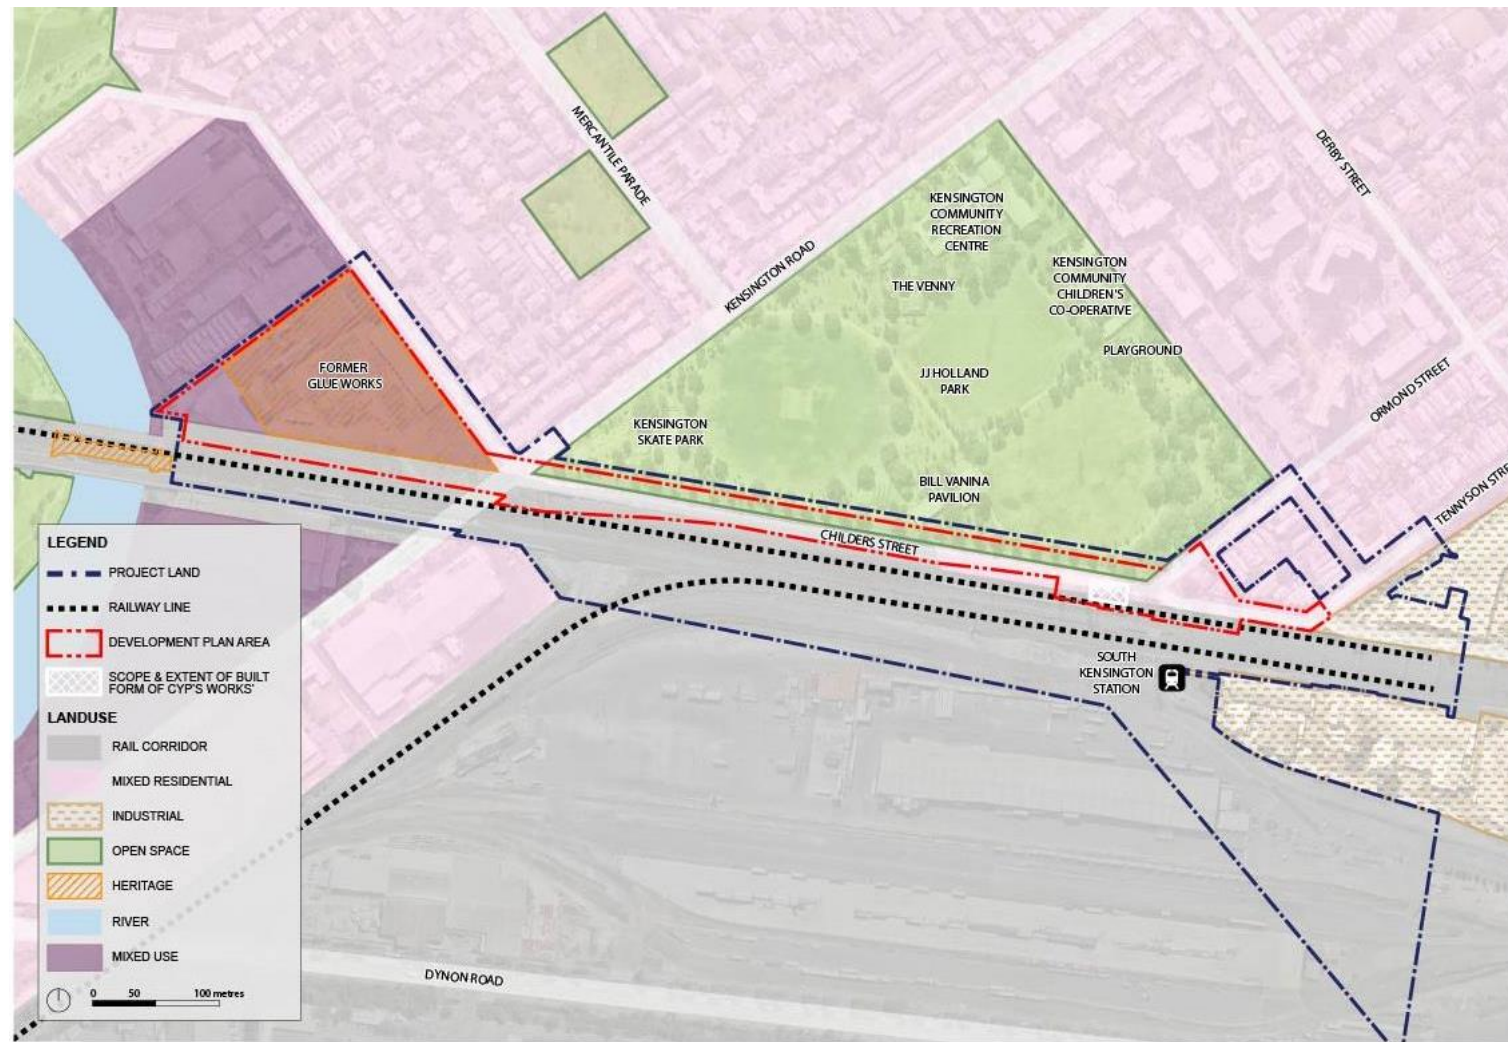 MERCANTILE PARADE
DERBY STREET
KENSINGTON
COMMUNITY
RECREATION
CENTRE
KENSINGTON ROAD
THE VENNY
KENSINGTON
COMMUNITY
CHILDREN'S
CO-OPERATIVE
PLAYGROUND
FORMER
GLUE WORKS
JJ HOLLAND
PARK
ORMOND STREET
KENSINGTON
SKATE PARK
BILL VANINA
PAVILION
TENNYSON STRE
CHILDERS STREET
SOUTH
KENSINGTON
STATION
LEGEND
PROJECT LAND
RAILWAY LINE
DEVELOPMENT PLAN AREA
SCOPE & EXTENT OF BUILT
FORM OF CYP'S WORKS'
LANDUSE
RAIL CORRIDOR
MIXED RESIDENTIAL
INDUSTRIAL
OPEN SPACE
HERITAGE
RIVER
MIXED USE
0 50 100 metres
DYNON ROAD